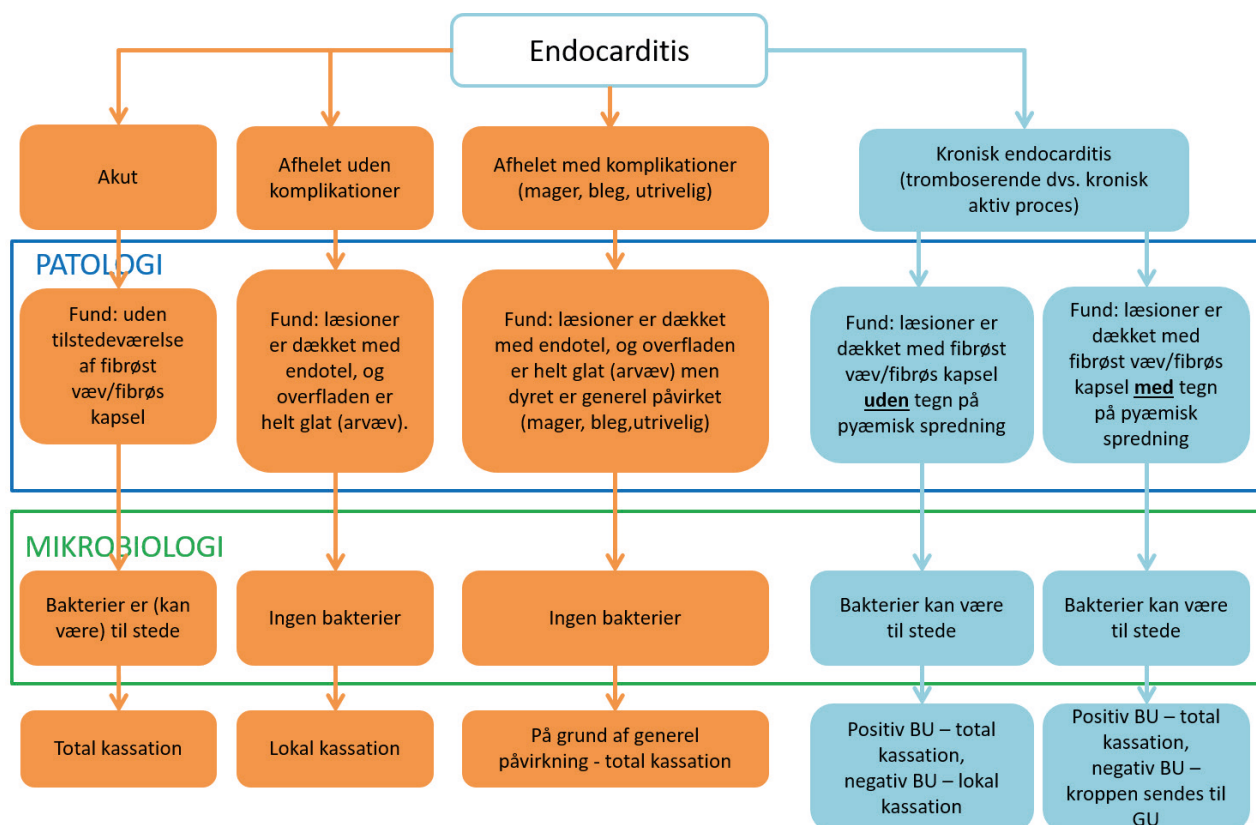 Endocarditis
Akut
Afhelet uden
komplikationer
Afhelet med komplikationer
(mager, bleg, utrivelig)
Kronisk endocarditis
(tromboserende dvs. kronisk
aktiv proces)
PATOLOGI
Fund: uden
tilstedeværelse
af fibrøst
væv/fibrøs
kapsel
Fund: læsioner
er dækket med
endotel, og
overfladen er
helt glat (arvæv).
Fund: læsioner er dækket
med endotel, og overfladen
er helt glat (arvæv) men
dyret er generel påvirket
(mager, bleg,utrivelig)
Fund: læsioner er
dækket med fibrøst
væv/fibrøs kapsel
uden tegn på
pyæmisk spredning
Fund: læsioner er
dækket med
fibrøst væv/fibrøs
kapsel med tegn
på pyæmisk
spredning
MIKROBIOLOGI
Bakterier er (kan
være) til stede
Ingen bakterier
Ingen bakterier
Bakterier kan være
til stede
Bakterier kan være
til stede
Total kassation
Lokal kassation
På grund af generel
påvirkning - total kassation
Positiv BU – total
kassation,
negativ BU – lokal
kassation
Positiv BU – total
kassation,
negativ BU –
kroppen sendes til
GU